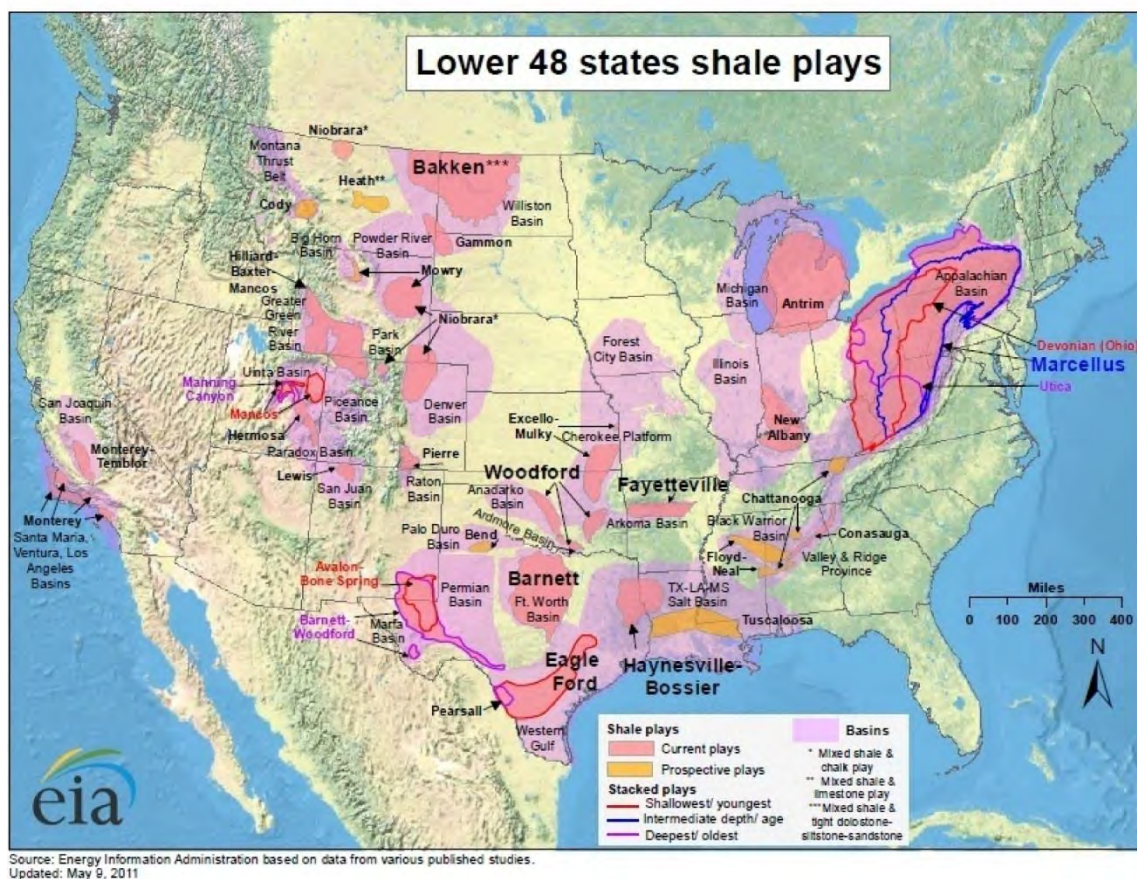 Lower 48 states shale plays
Niobrara*
Montana
Thrust
Belt
Bakken***
Heath**
Cody
Williston
Basin
Big Horn
Basin
Powder River
Basin
Gammon
Hilliard-
Baxter-
Mancos
Mowry
Greater
Green
River
Basin
Niobrara*
Park
Basin
Michigan
Basin
Antrim
Appalachian
Basin
Devonian (Ohio)
Marcellus
Utica
Forest
City Basin
Illinois
Basin
Uinta Basin
Manning
Canyon
Mancos
Piceance
Basin
Denver
Basin
San Joaquin
Basin
Hermosa
Paradox Basin
Excello-
Mulky
Cherokee Platform
New
Albany
Monterey-
Temblor
Lewis
San Juan
Basin
Pierre
Raton
Basin
Woodford
Anadarko
Basin
Fayetteville
Arkoma Basin
Chattanooga
Monterey
Santa Maria,
Ventura, Los
Angeles
Basins
Palo Duro
Basin
Bend
Ardmore Basin
Black Warrior
Basin
Conasauga
Floyd-
Neal
Valley & Ridge
Province
Avalon-
Bone Spring
Permian
Basin
Barnett
Ft. Worth
Basin
TX-LA-MS
Salt Basin
Tuscaloosa
Barnett-
Woodford
Marfa
Basin
Eagle
Ford
Haynesville-
Bossier
Pearsall
Western
Gulf
Miles
0 100 200 300 400
N
Shale plays
Current plays
Prospective plays
Stacked plays
Shallowest/ youngest
Intermediate depth/ age
Deepest/ oldest
Basins
* Mixed shale &
chalk play
** Mixed shale &
limestone play
***Mixed shale &
tight dolostone-
siltstone-sandstone
eia
Source: Energy Information Administration based on data from various published studies.
Updated: May 9, 2011